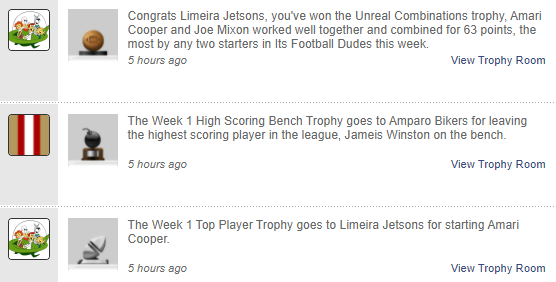 Congrats Limeira Jetsons, you've won the Unreal Combinations trophy, Amari
Cooper and Joe Mixon worked well together and combined for 63 points, the
most by any two starters in Its Football Dudes this week.
5 hours ago View Trophy Room
The Week 1 High Scoring Bench Trophy goes to Amparo Bikers for leaving
the highest scoring player in the league, Jameis Winston on the bench.
5 hours ago View Trophy Room
The Week 1 Top Player Trophy goes to Limeira Jetsons for starting Amari
Cooper.
5 hours ago View Trophy Room